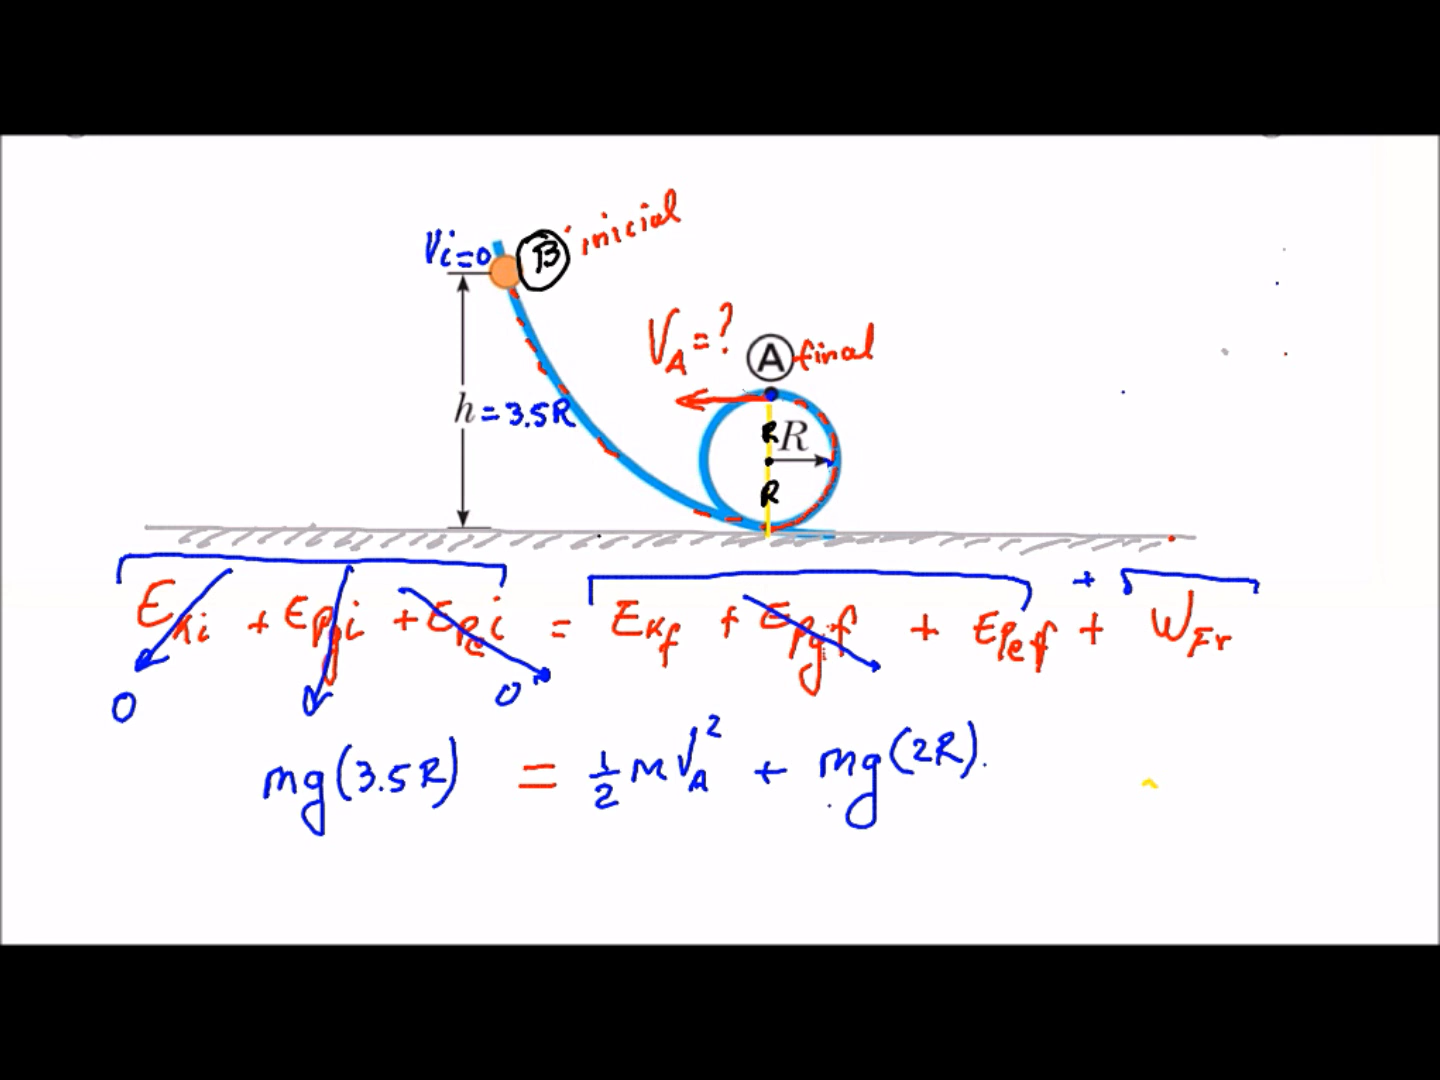 Vi=0 B inicial
VA=? A final
h=3.5R
R R
R
+
EKi + EPgi + EPei = EKf + EPgf + EPef + WFr
0 0
mg(3.5R) = 1/2 m VA² + mg(2R).